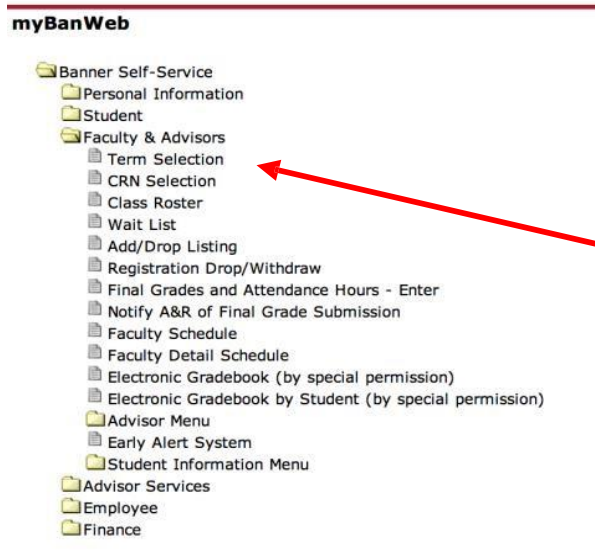 myBanWeb
Banner Self-Service
Personal Information
Student
Faculty & Advisors
Term Selection
CRN Selection
Class Roster
Wait List
Add/Drop Listing
Registration Drop/Withdraw
Final Grades and Attendance Hours - Enter
Notify A&R of Final Grade Submission
Faculty Schedule
Faculty Detail Schedule
Electronic Gradebook (by special permission)
Electronic Gradebook by Student (by special permission)
Advisor Menu
Early Alert System
Student Information Menu
Advisor Services
Employee
Finance